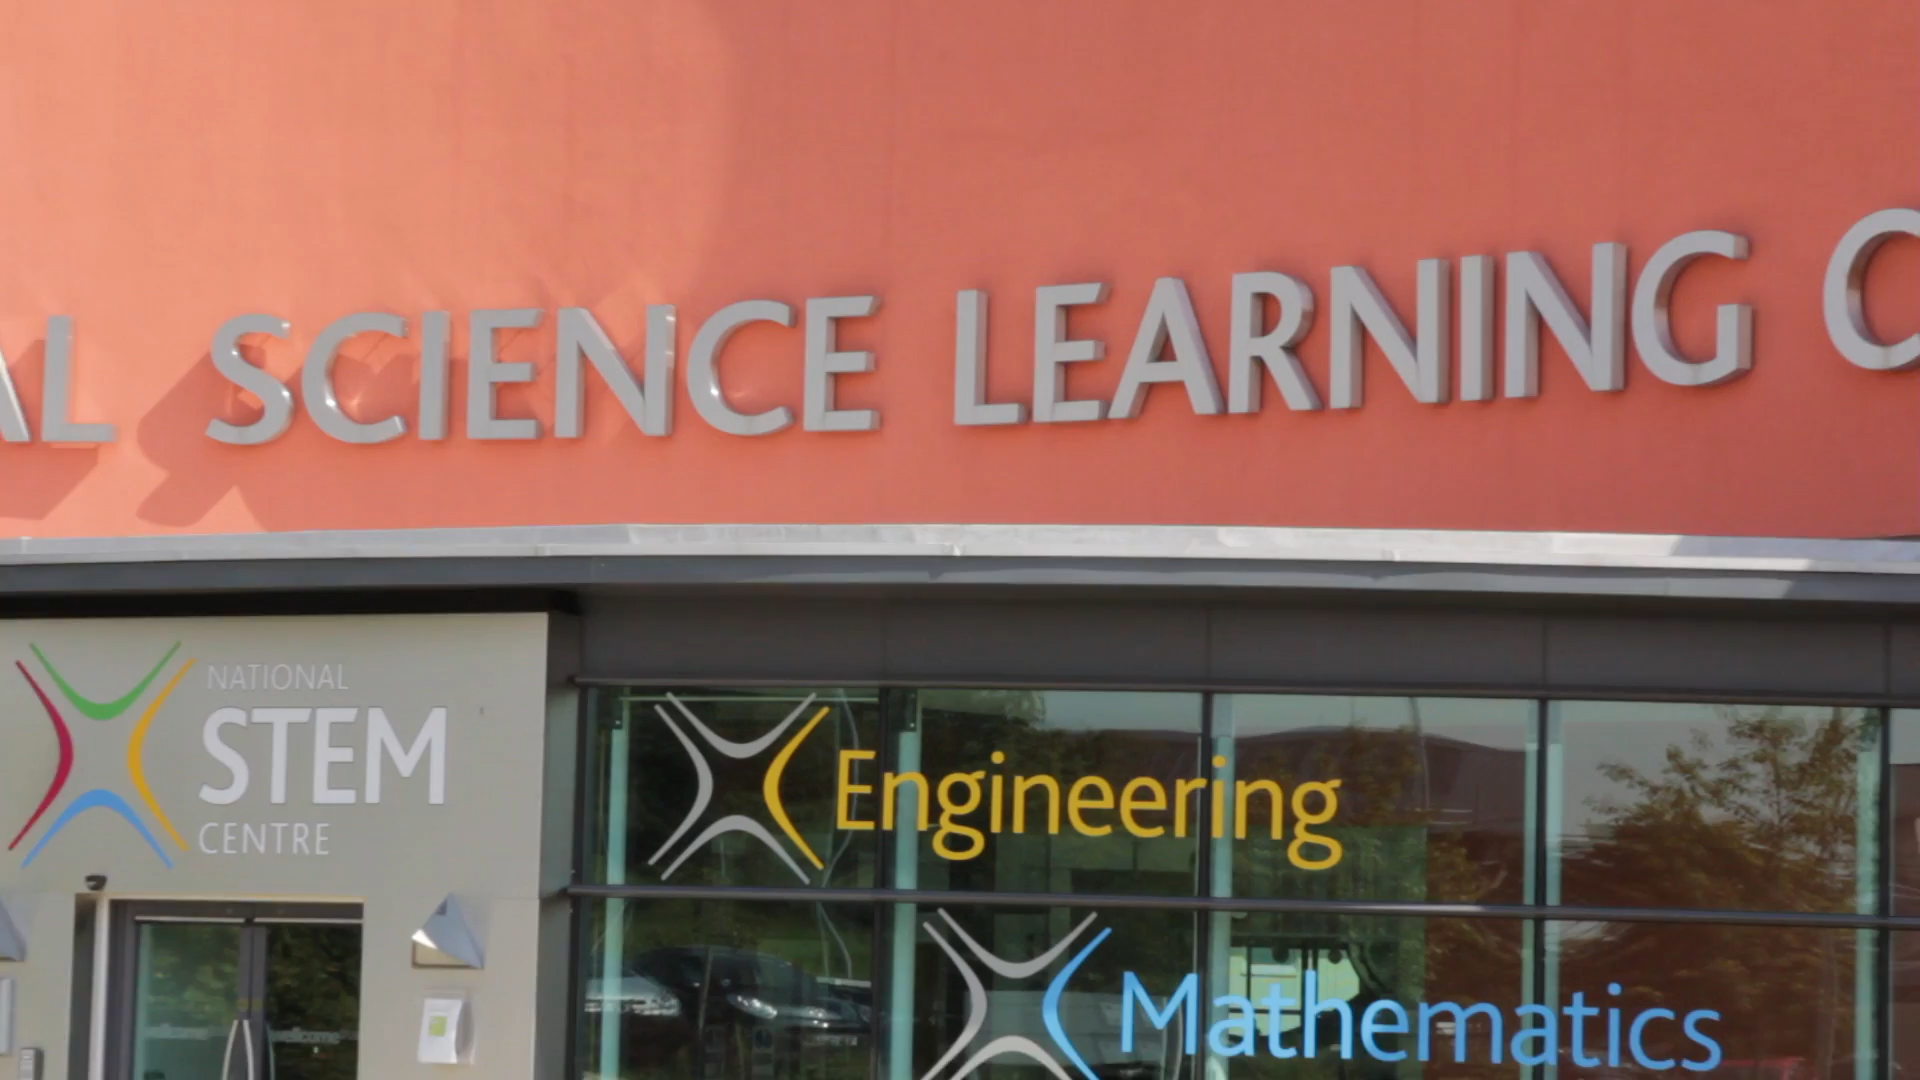 AL SCIENCE LEARNING C
NATIONAL
STEM
CENTRE
Engineering
Mathematics